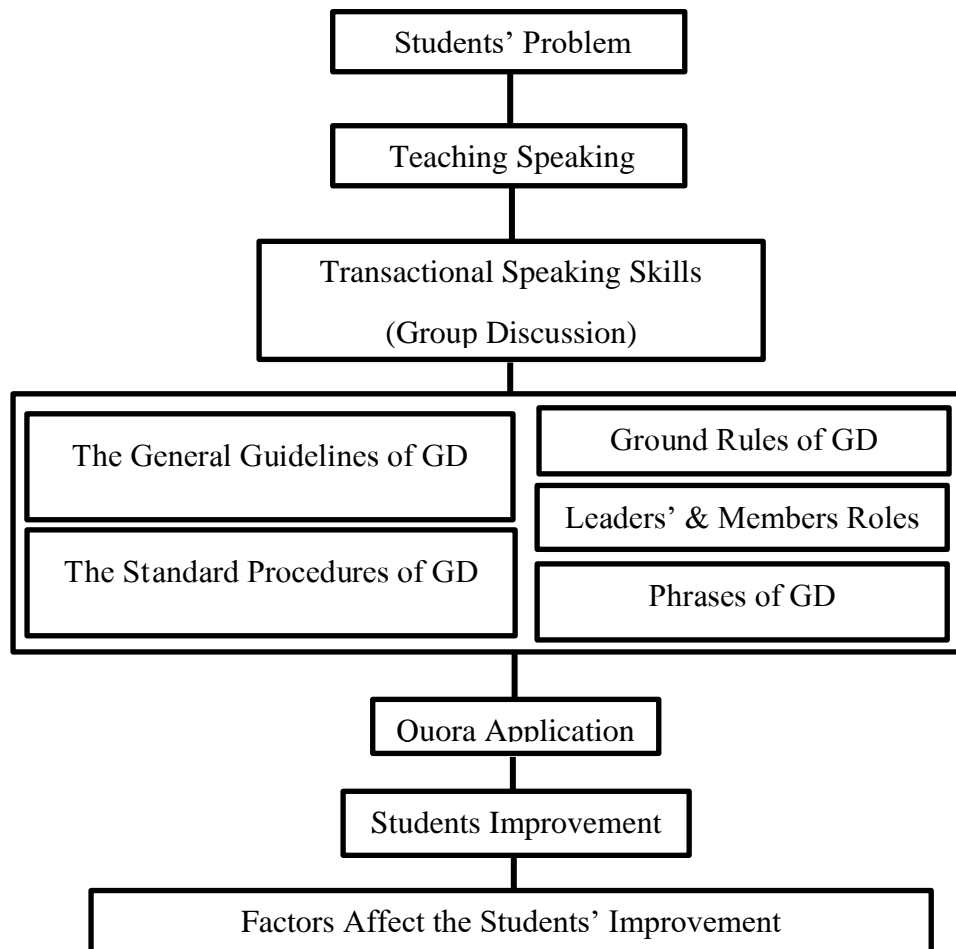 Students’ Problem
Teaching Speaking
Transactional Speaking Skills
(Group Discussion)
The General Guidelines of GD
The Standard Procedures of GD
Ground Rules of GD
Leaders’ & Members Roles
Phrases of GD
Quora Application
Students Improvement
Factors Affect the Students’ Improvement